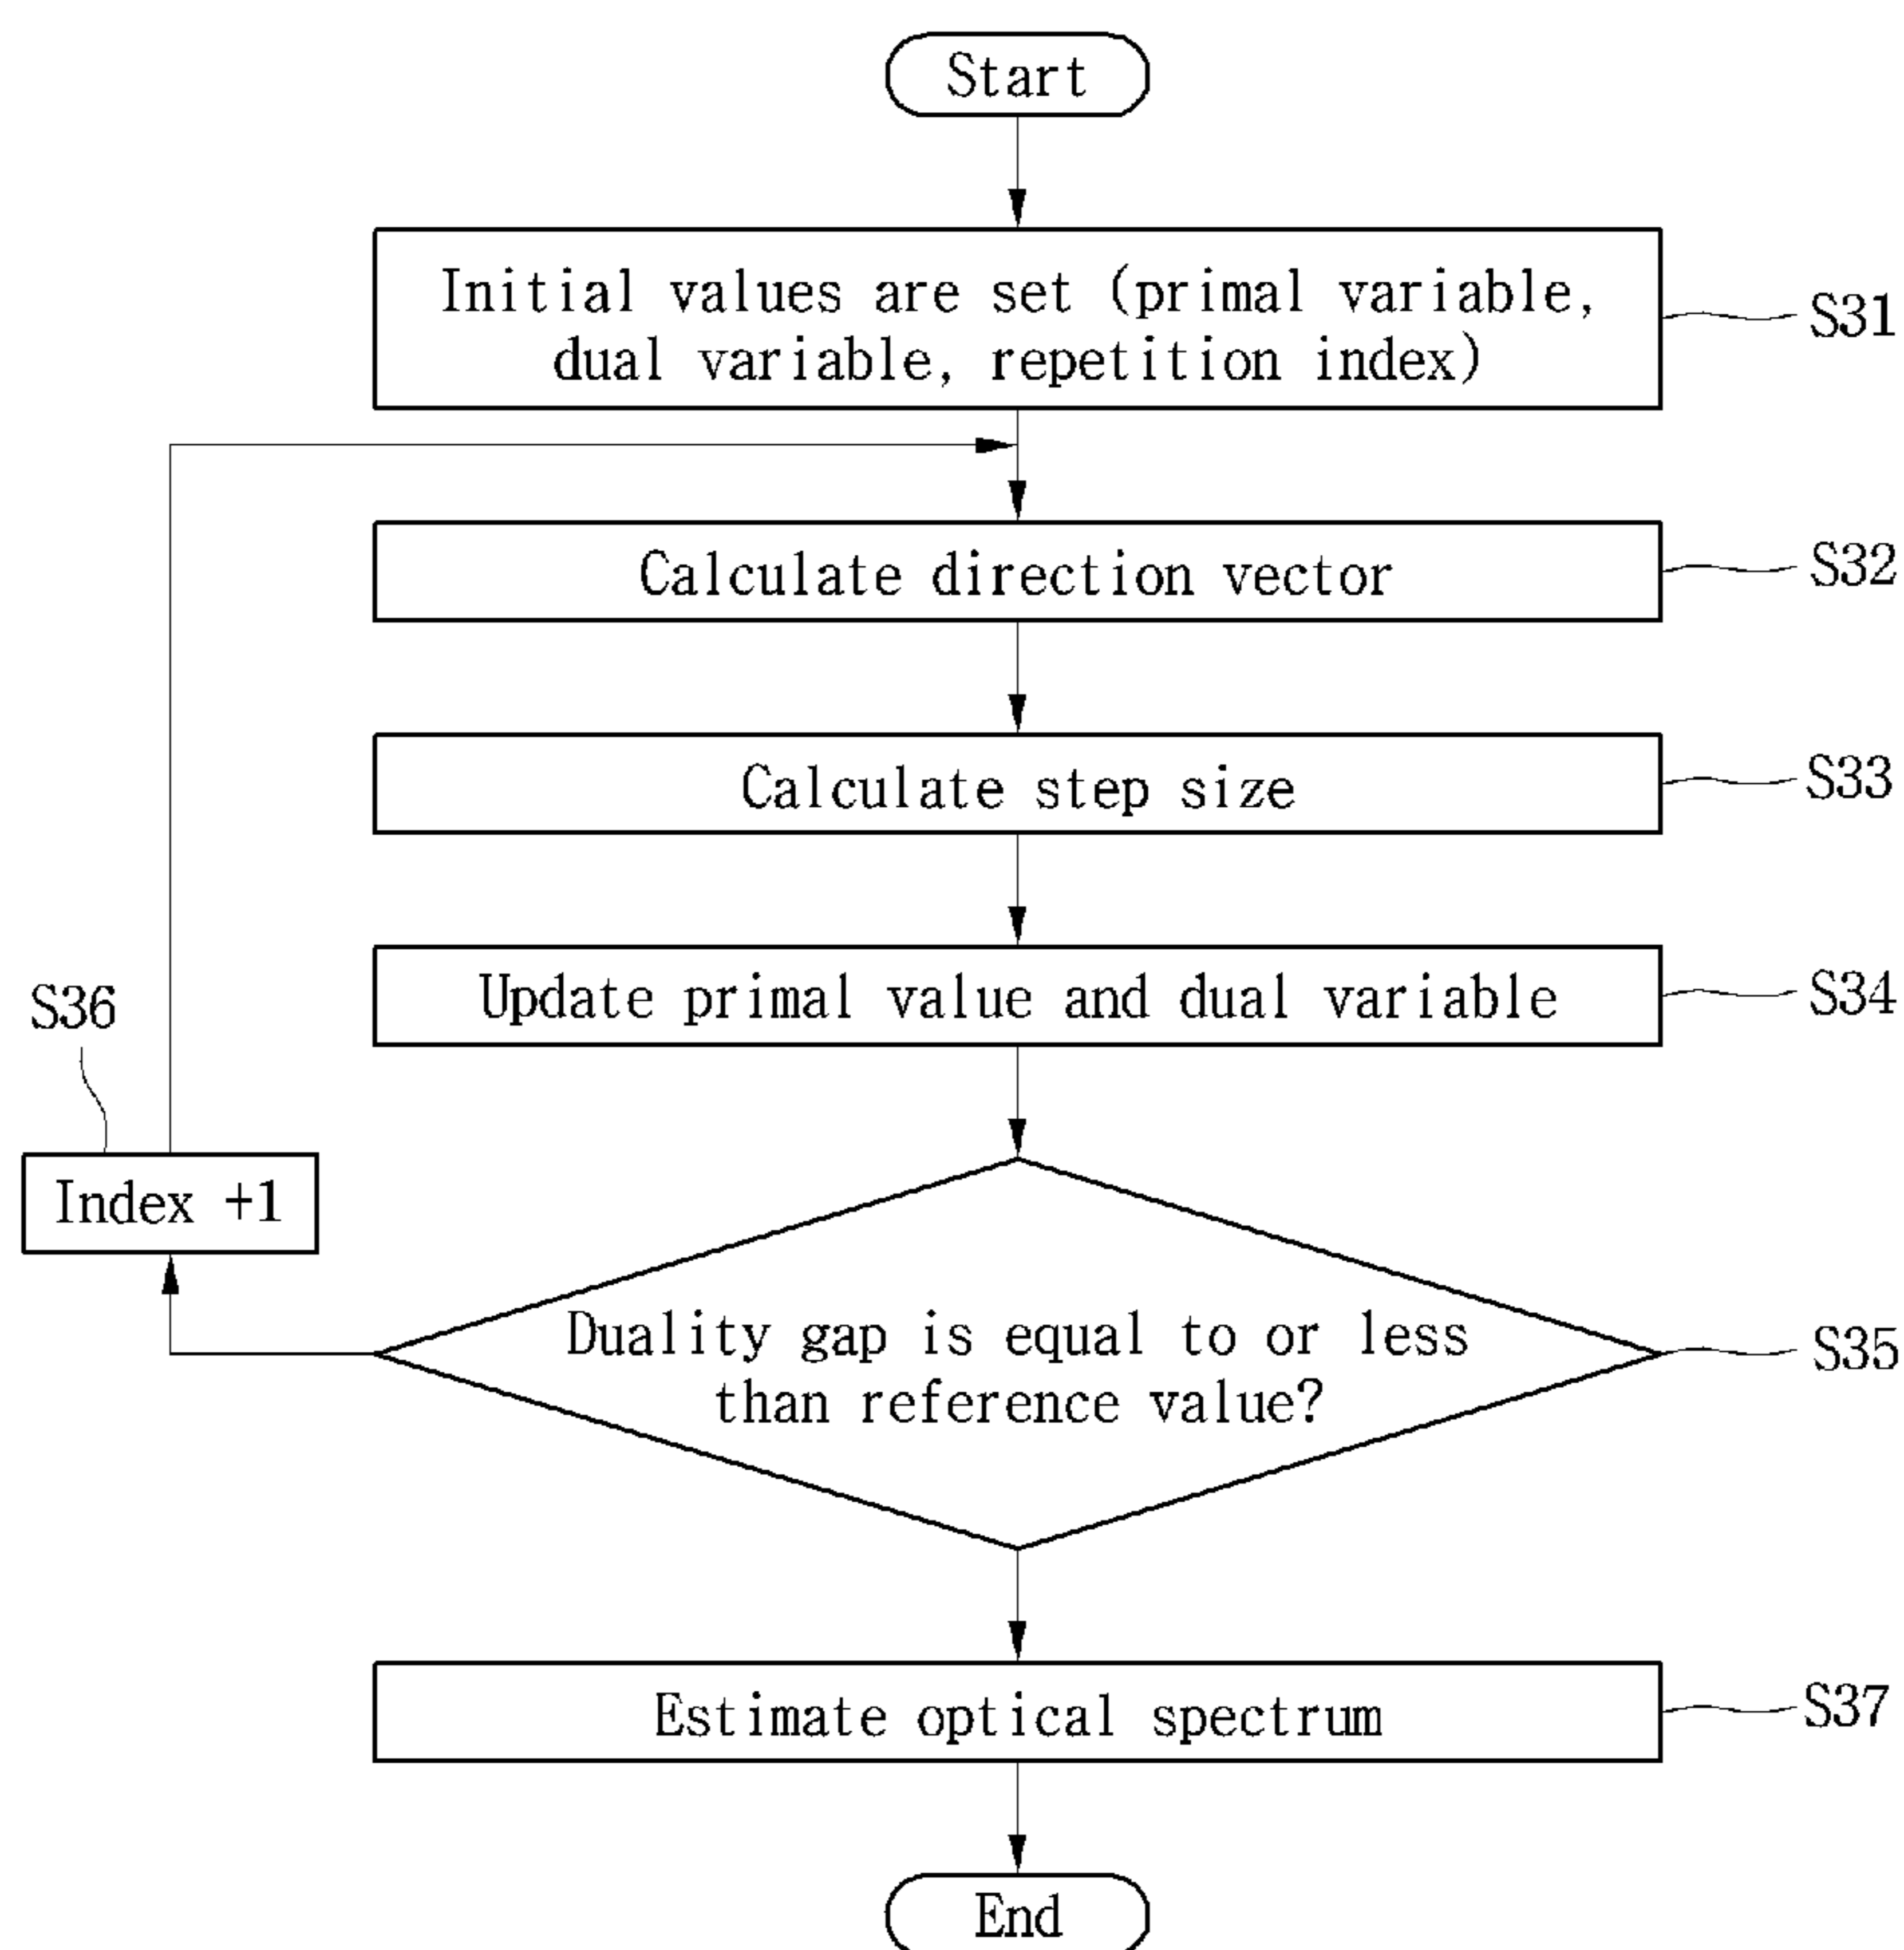 Start
Initial values are set (primal variable,
dual variable, repetition index)
S31
Calculate direction vector
S32
Calculate step size
S33
Update primal value and dual variable
S34
S36
Index +1
Duality gap is equal to or less
than reference value?
S35
Estimate optical spectrum
S37
End